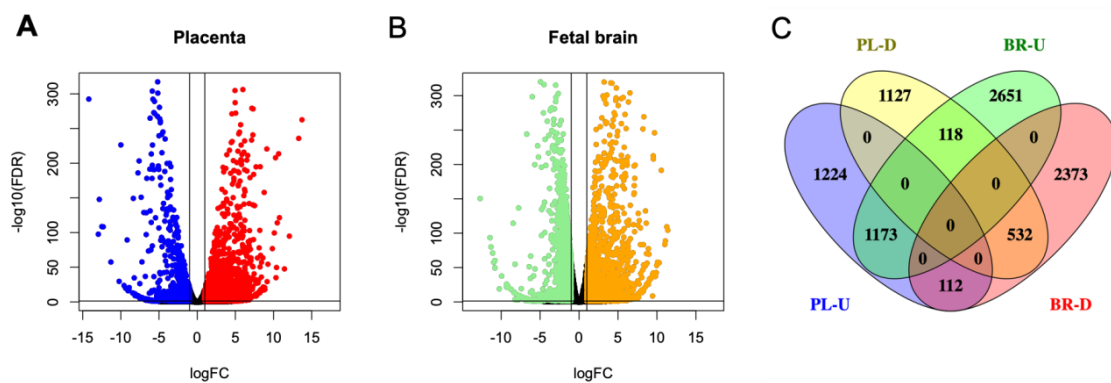 A
Placenta
-log10(FDR)
300
200
100
50
0
-15
-10
-5
0
5
10
15
logFC
B
Fetal brain
-log10(FDR)
300
200
100
50
0
-10
-5
0
5
10
15
logFC
C
PL-D
BR-U
1127
2651
0
118
0
1224
0
0
2373
1173
0
532
0
0
112
PL-U
BR-D